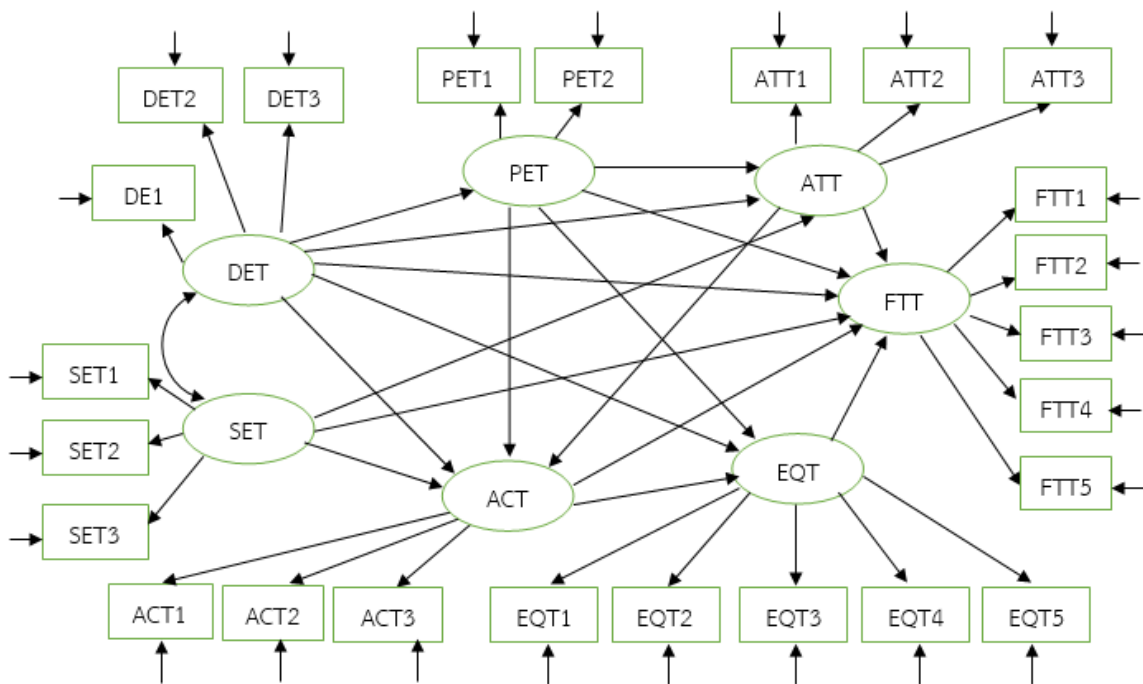 PET1 PET2 ATT1 ATT2 ATT3
DET2 DET3
PET ATT
DE1 FTT1
DET FTT2
FTT
FTT3
SET1 FTT4
SET
SET2 EQT FTT5
ACT
SET3
ACT1 ACT2 ACT3 EQT1 EQT2 EQT3 EQT4 EQT5